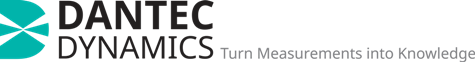 DANTEC
DYNAMICS
Turn Measurements into Knowledge